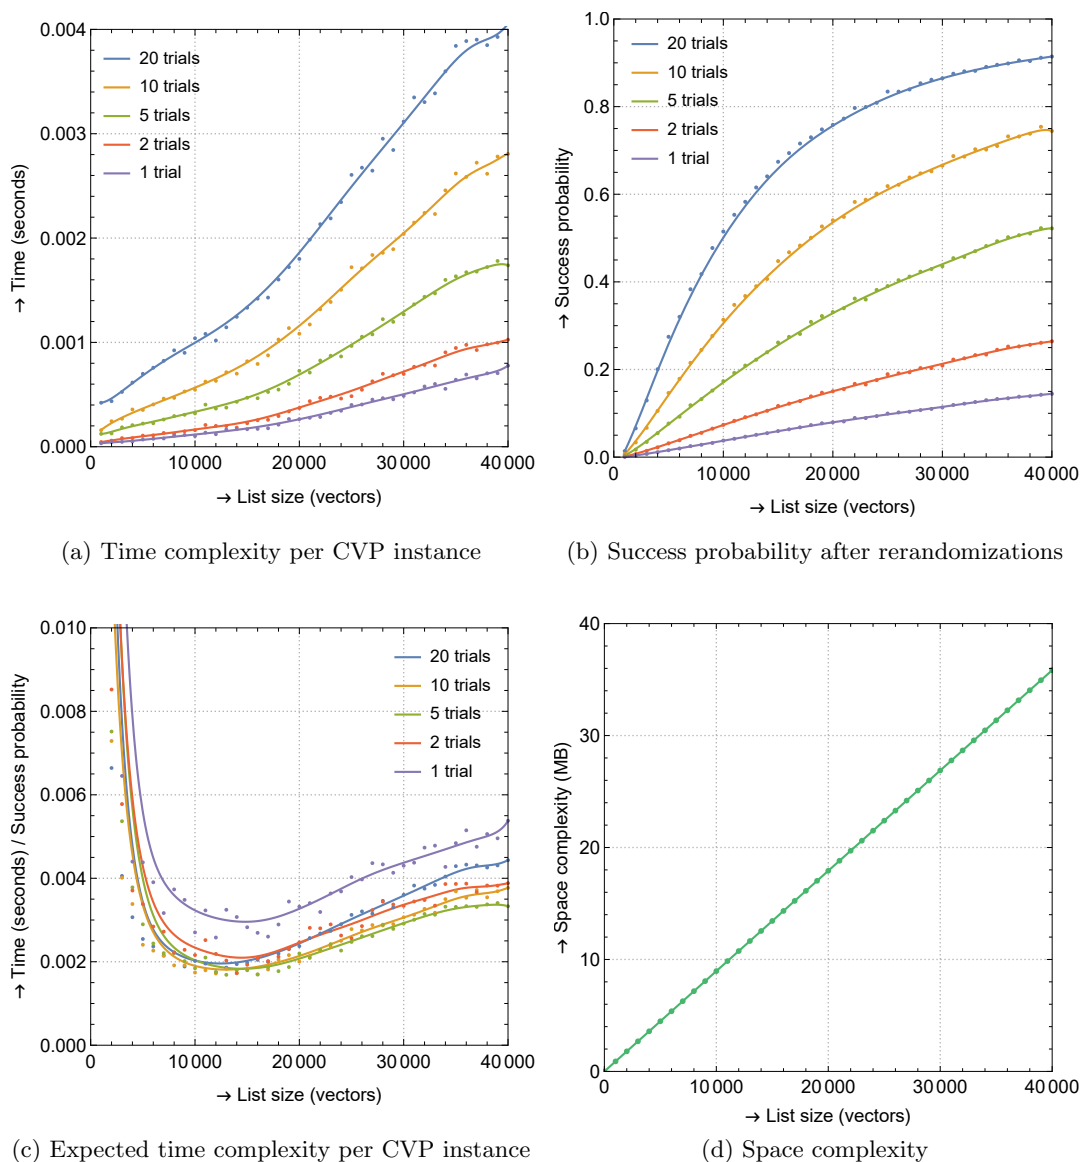 0.004
0.003
0.002
0.001
0.000
→ Time (seconds)
20 trials
10 trials
5 trials
2 trials
1 trial
0
10 000
20 000
30 000
40 000
→ List size (vectors)
(a) Time complexity per CVP instance
1.0
0.8
0.6
0.4
0.2
0.0
→ Success probability
20 trials
10 trials
5 trials
2 trials
1 trial
0
10 000
20 000
30 000
40 000
→ List size (vectors)
(b) Success probability after rerandomizations
0.010
0.008
0.006
0.004
0.002
0.000
→ Time (seconds) / Success probability
20 trials
10 trials
5 trials
2 trials
1 trial
0
10 000
20 000
30 000
40 000
→ List size (vectors)
(c) Expected time complexity per CVP instance
40
30
20
10
0
→ Space complexity (MB)
0
10 000
20 000
30 000
40 000
→ List size (vectors)
(d) Space complexity